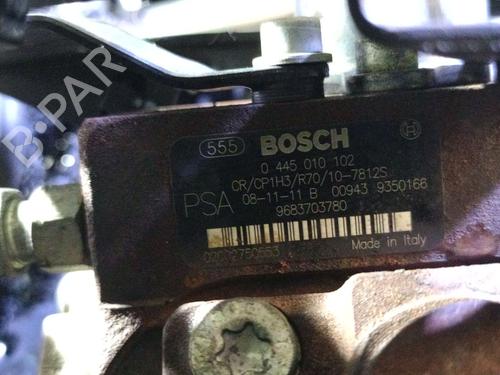 B-PARTS
555 BOSCH
0 445 010 102
CR/CP1H3/R70/10-7812S
PSA 08-11-11 B 00943 9350166
9683703780
Made in Italy